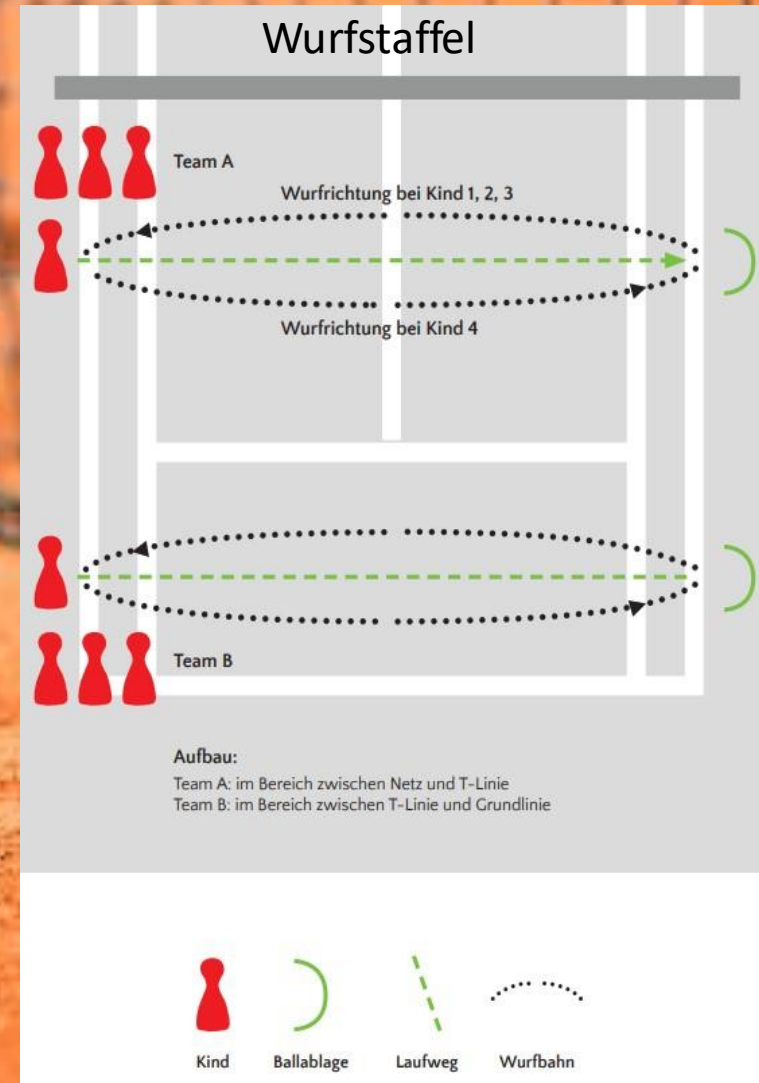 Wurfstaffel
Team A
Wurfrichtung bei Kind 1, 2, 3
Wurfrichtung bei Kind 4
Team B
Aufbau:
Team A: im Bereich zwischen Netz und T-Linie
Team B: im Bereich zwischen T-Linie und Grundlinie
Kind Ballablage Laufweg Wurfbahn